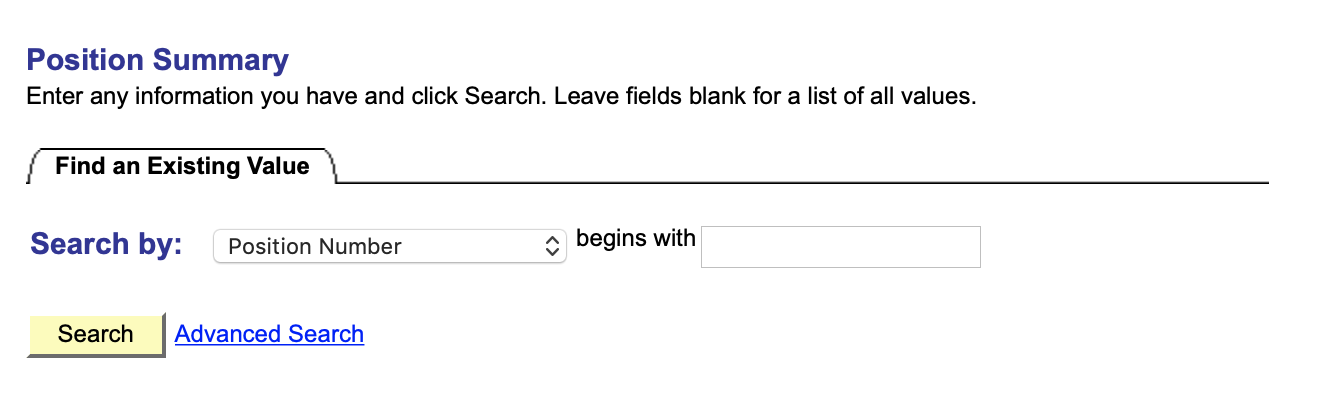 Position Summary
Enter any information you have and click Search. Leave fields blank for a list of all values.
Find an Existing Value
Search by: Position Number begins with
Search Advanced Search